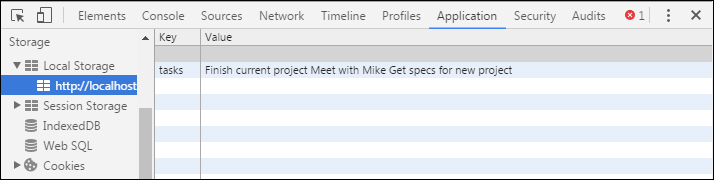 Elements Console Sources Network Timeline Profiles Application Security Audits 1
Storage Key Value
Local Storage
http://localhost tasks Finish current project Meet with Mike Get specs for new project
Session Storage
IndexedDB
Web SQL
Cookies